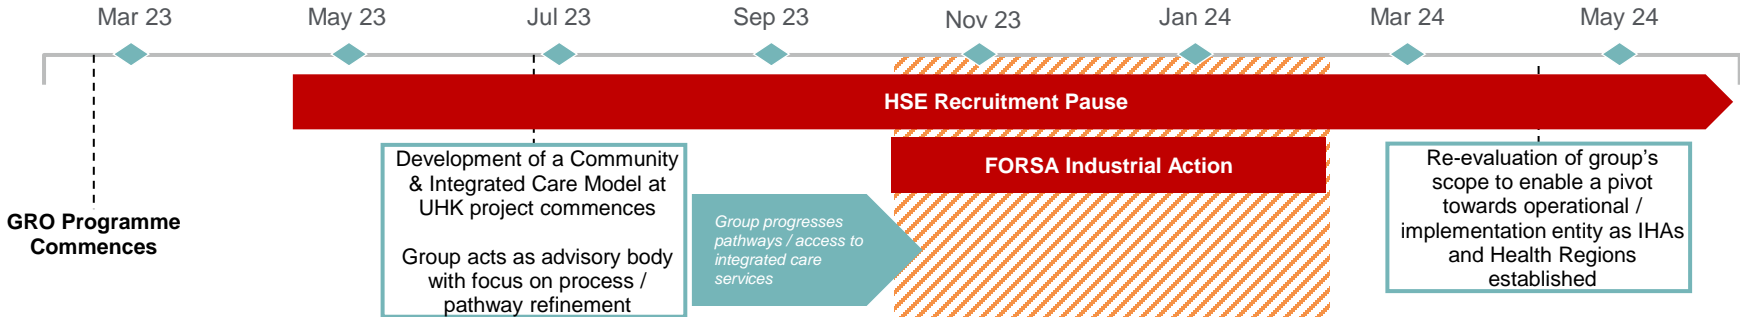 Mar 23
May 23
Jul 23
Sep 23
Nov 23
Jan 24
Mar 24
May 24
HSE Recruitment Pause
FORSA Industrial Action
GRO Programme
Commences
Development of a Community
& Integrated Care Model at
UHK project commences
Group acts as advisory body
with focus on process /
pathway refinement
Group progresses
pathways / access to
integrated care
services
Re-evaluation of group's
scope to enable a pivot
towards operational /
implementation entity as IHAs
and Health Regions
established